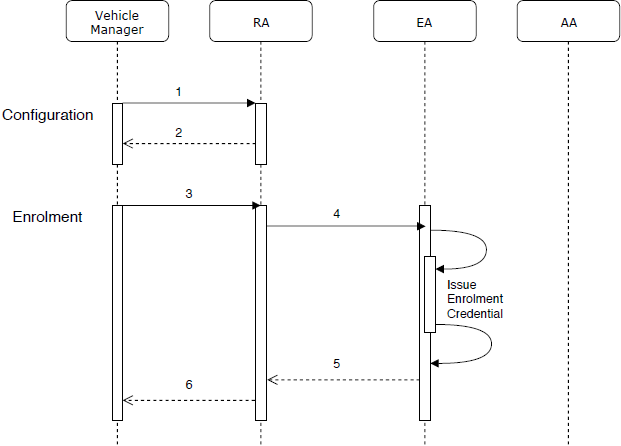 Vehicle
Manager
RA
EA
AA
1
Configuration
2
3
Enrolment
4
Issue
Enrolment
Credential
5
6